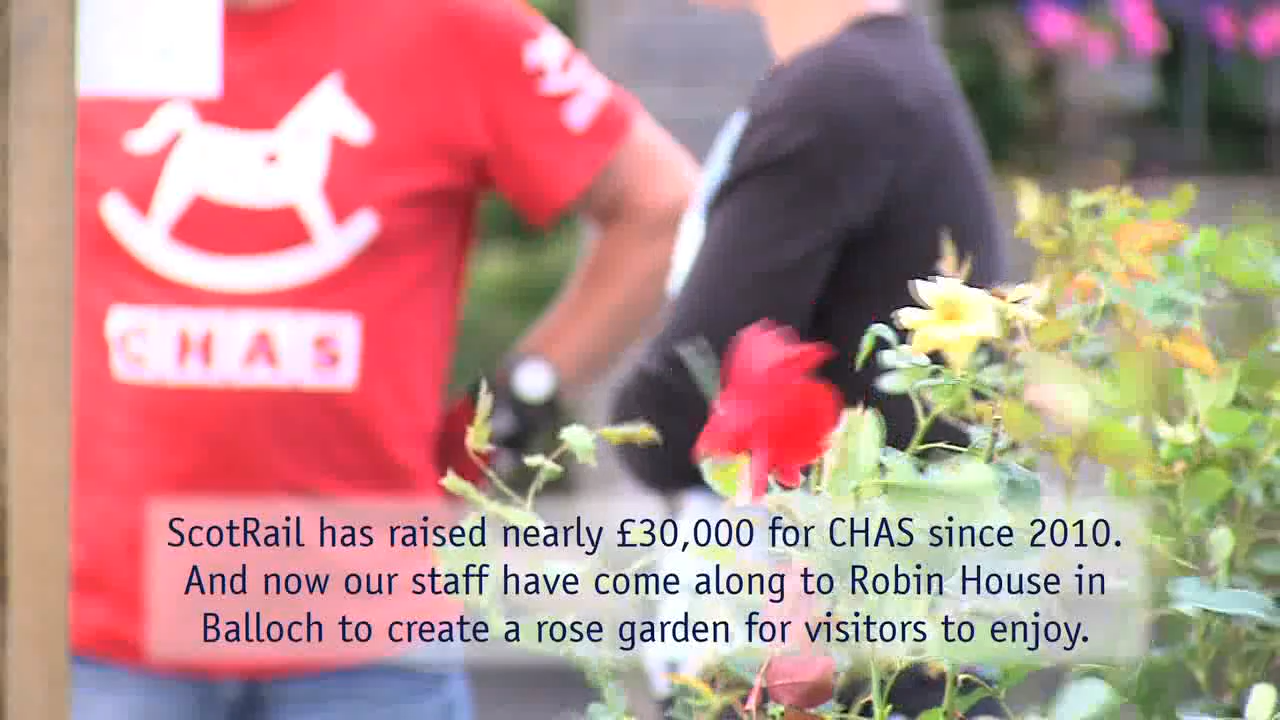 CHAS
ScotRail has raised nearly £30,000 for CHAS since 2010.
And now our staff have come along to Robin House in
Balloch to create a rose garden for visitors to enjoy.